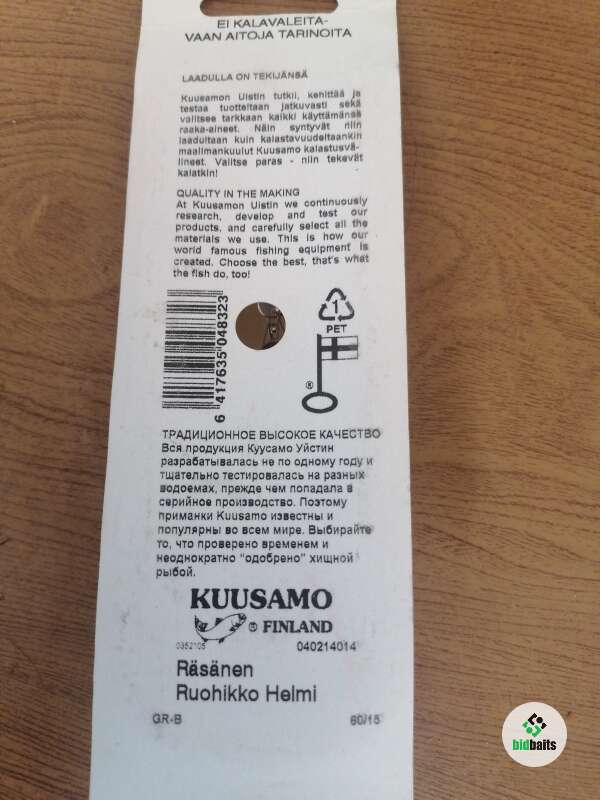 EI KALAVALEITA-
VAAN AITOJA TARINOITA
LAADULLA ON TEKIJÄNSÄ
Kuusamon Uistin tutkii, kehittää ja
testaa tuotteitaan jatkuvasti sekä
valitsee tarkkaan kaikki käyttämänsä
raaka-aineet. Näin syntyvät niin
laadultaan kuin kalastavuudeltaankin
maailmankuulut Kuusamo kalastusvä-
lineet. Valitse paras - niin tekevät
kalatkin!
QUALITY IN THE MAKING
At Kuusamon Uistin we continuously
research, develop and test our
products, and carefully select all the
materials we use. This is how our
world famous fishing equipment is
created. Choose the best, that's what
the fish do, too!
6 417635 048323
1
PET
®
ТРАДИЦИОННОЕ ВЫСОКОЕ КАЧЕСТВО
Вся продукция Куусамо Уйстин
разрабатывалась не по одному году и
тщательно тестировалась на разных
водоемах, прежде чем попадала в
серийное производство. Поэтому
приманки Kuusamo известны и
популярны во всем мире. Выбирайте
то, что проверено временем и
неоднократно "одобрено" хищной
рыбой.
KUUSAMO
® FINLAND
0352105 040214014
Räsänen
Ruohikko Helmi
GR-B 60/15
bidbaits